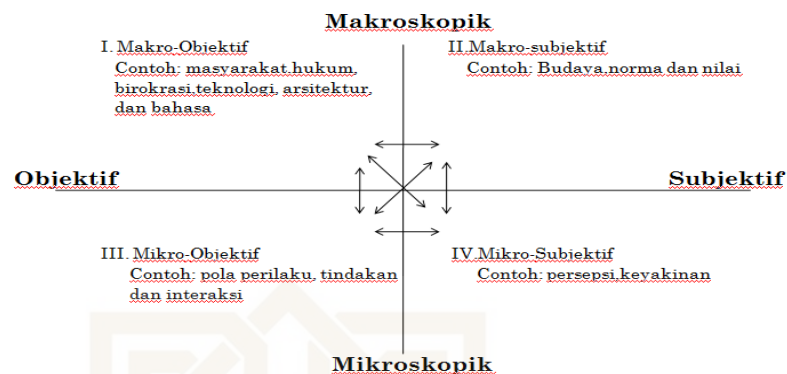 Makroskopik
I. Makro-Objektif
Contoh: masyarakat,hukum,
birokrasi,teknologi, arsitektur,
dan bahasa
II.Makro-subjektif
Contoh: Budaya,norma dan nilai
Objektif
Subjektif
III. Mikro-Objektif
Contoh: pola perilaku, tindakan
dan interaksi
IV.Mikro-Subjektif
Contoh: persepsi,keyakinan
Mikroskopik